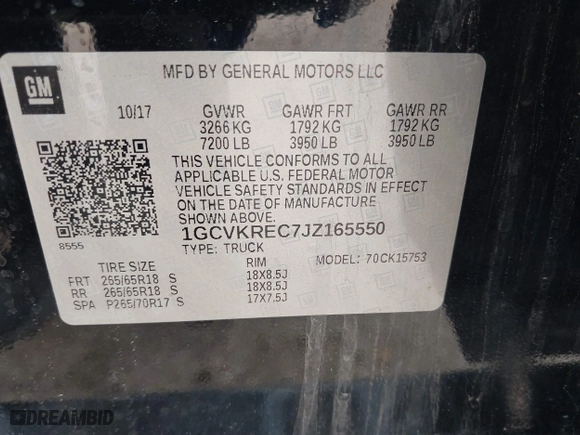 GM
MFD BY GENERAL MOTORS LLC
10/17 GVWR GAWR FRT GAWR RR
3266 KG 1792 KG 1792 KG
7200 LB 3950 LB 3950 LB
THIS VEHICLE CONFORMS TO ALL
APPLICABLE U.S. FEDERAL MOTOR
VEHICLE SAFETY STANDARDS IN EFFECT
ON THE DATE OF MANUFACTURE
SHOWN ABOVE.
8555 1GCVKREC7JZ165550
TYPE: TRUCK
TIRE SIZE RIM MODEL: 70CK15753
FRT 265/65R18 S 18X8.5J
RR 265/65R18 S 18X8.5J
SPA P265/70R17 S 17X7.5J
DREAMBID